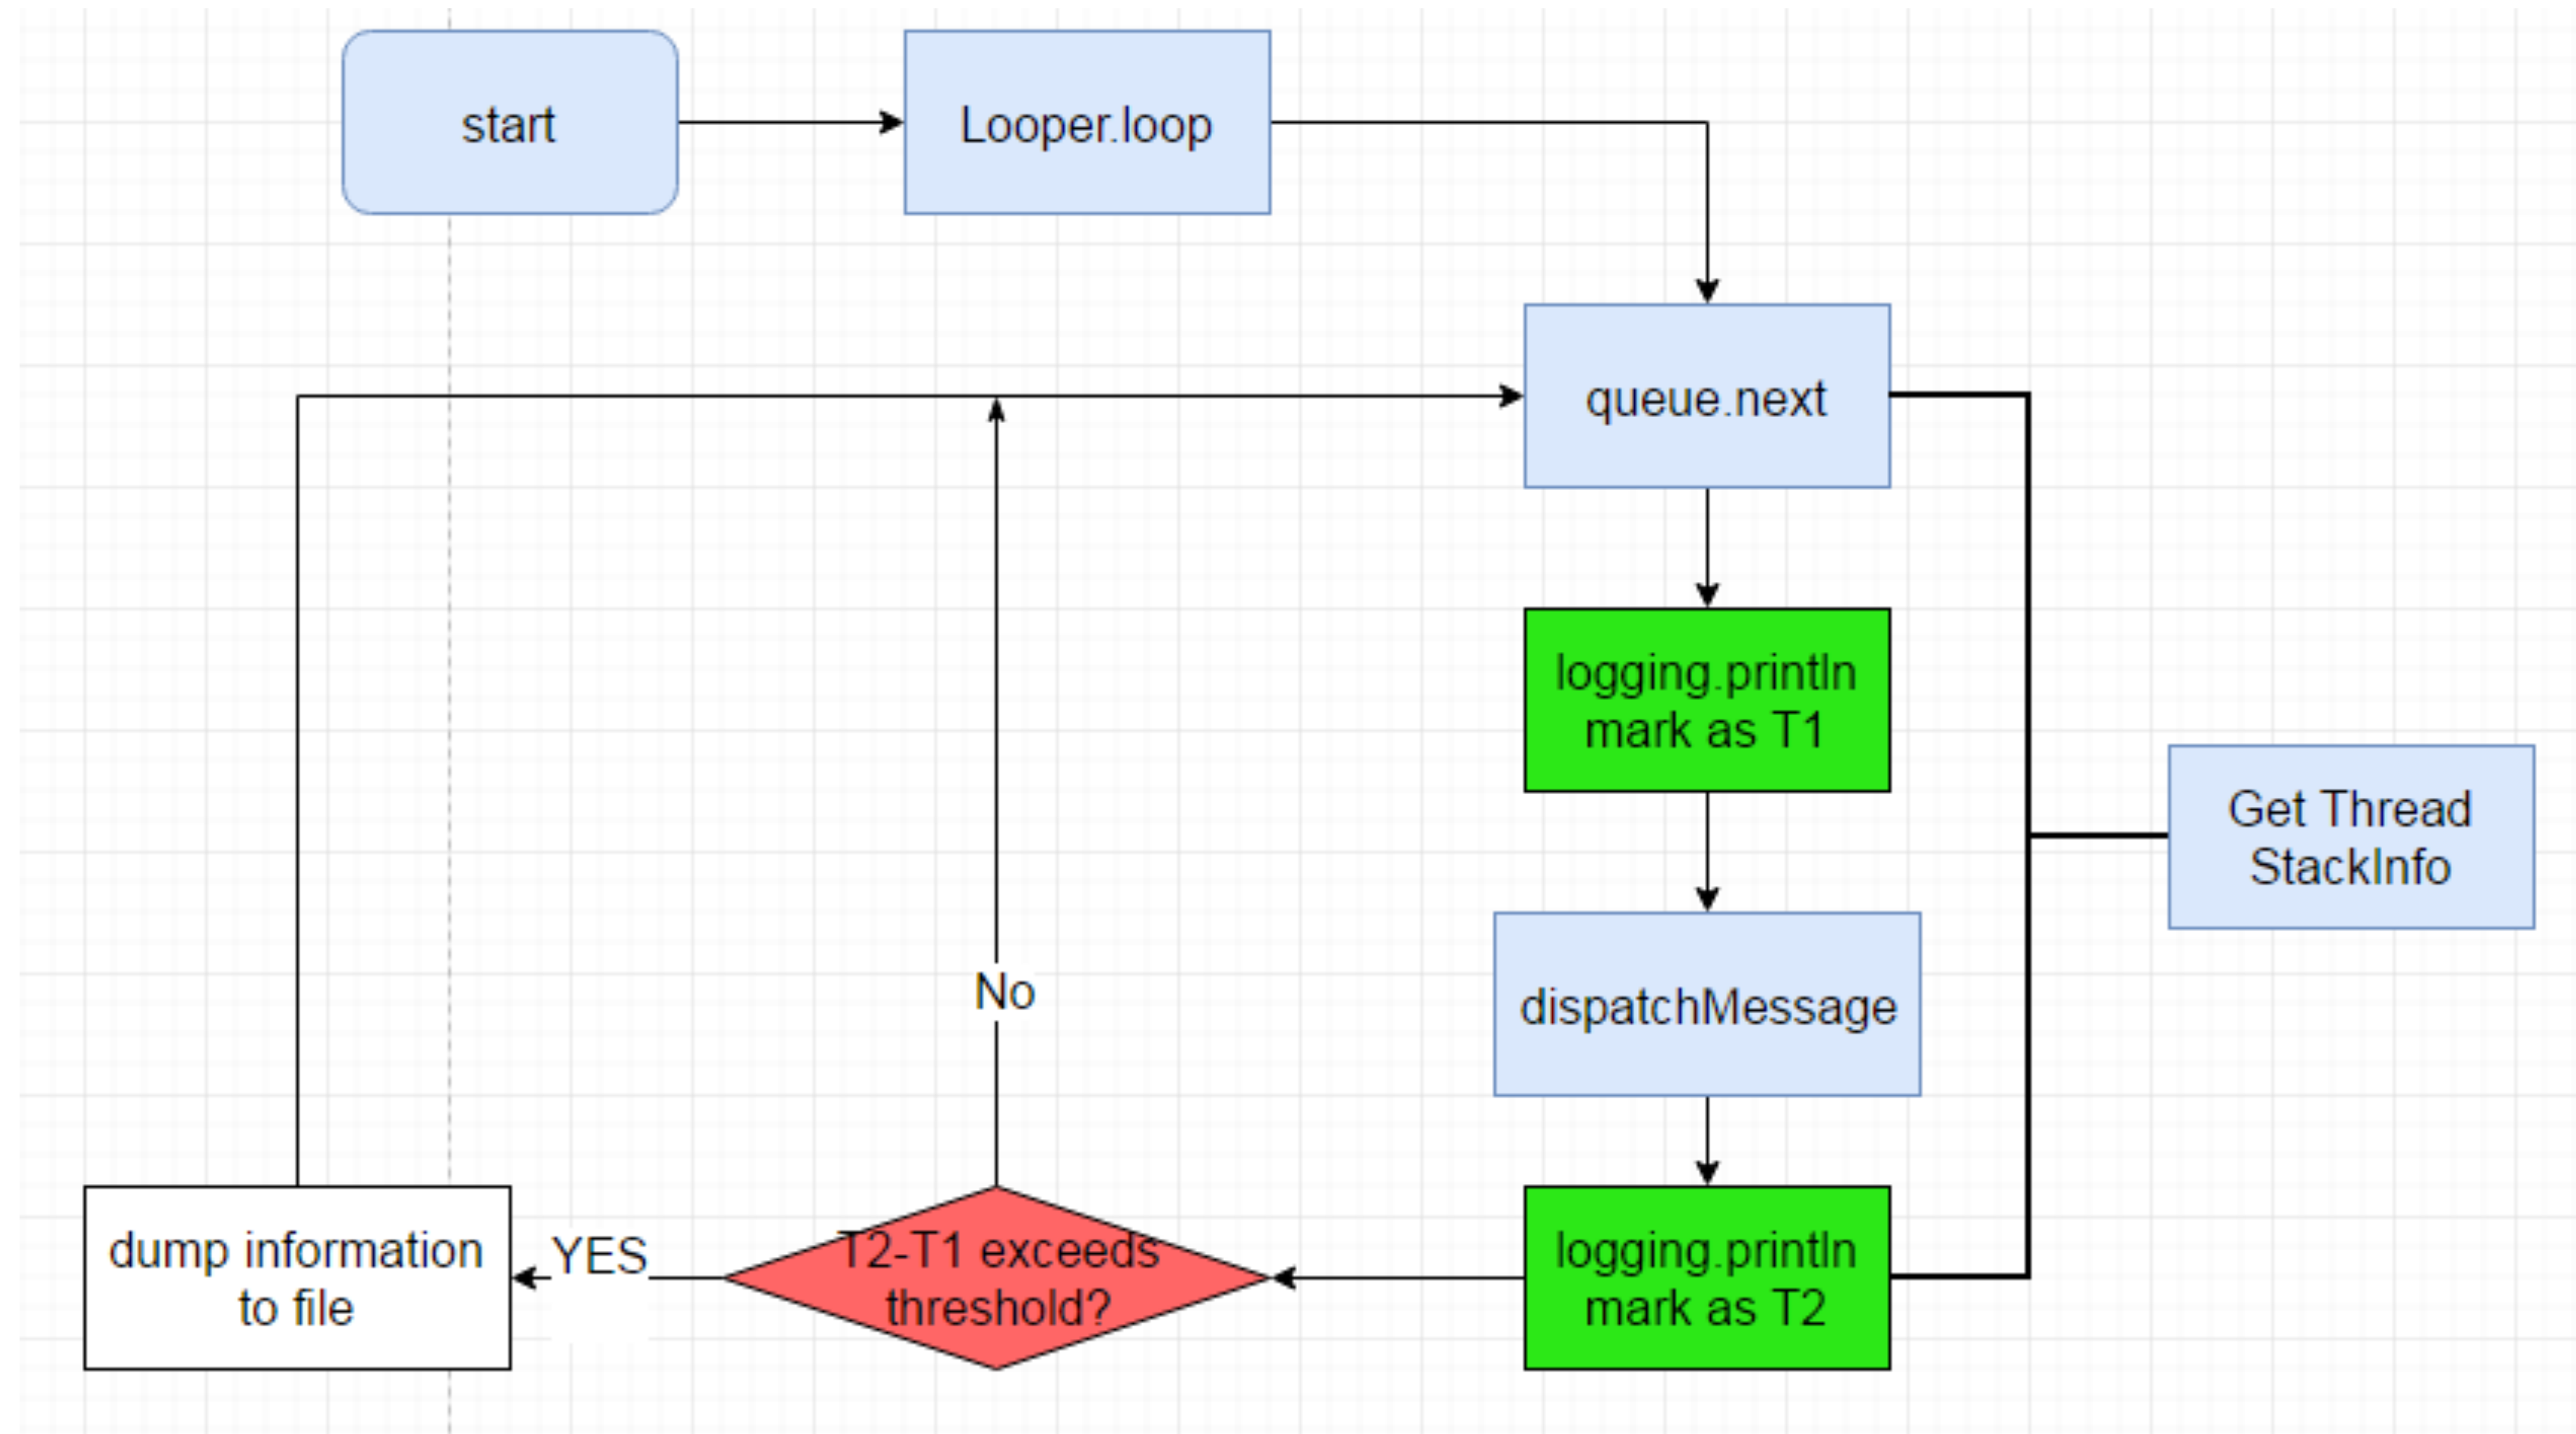 start
Looper.loop
queue.next
logging.println
mark as T1
Get Thread
StackInfo
No
dispatchMessage
dump information
to file
YES
T2-T1 exceeds
threshold?
logging.println
mark as T2